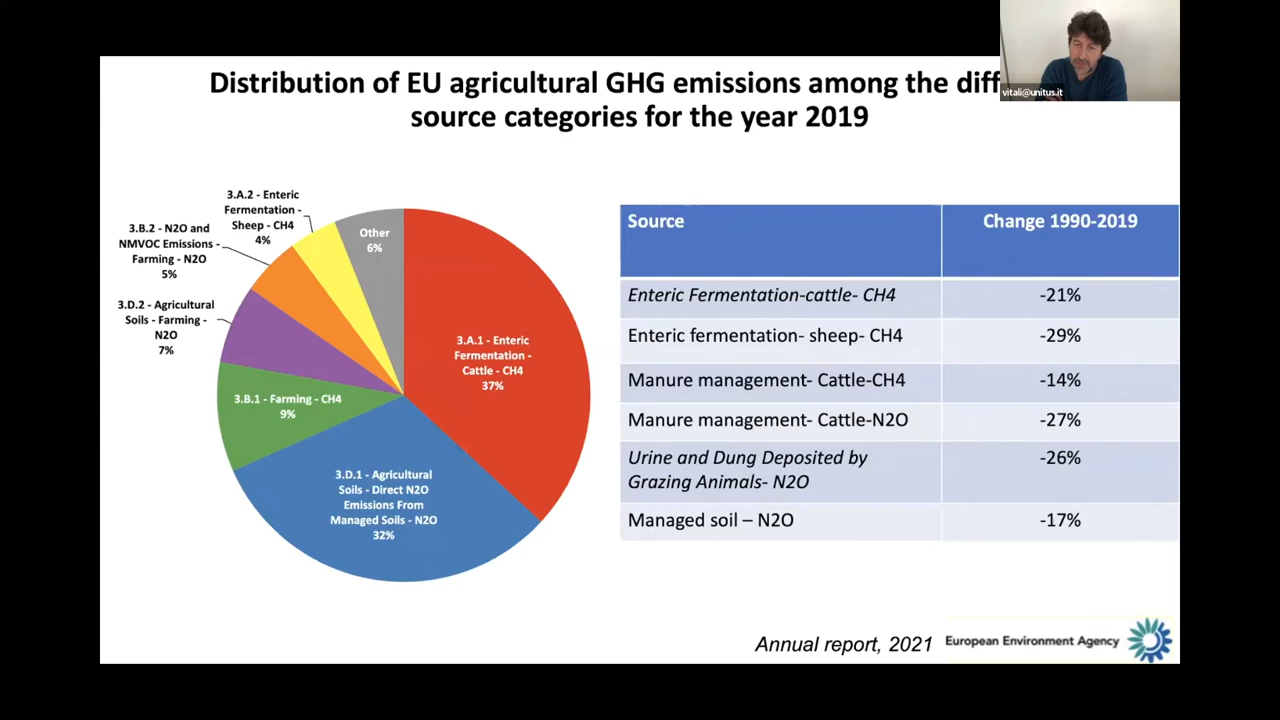 Distribution of EU agricultural GHG emissions among the diff
source categories for the year 2019
vitali@unitus.it
3.A.2 - Enteric
Fermentation -
Sheep - CH4
4%
Other
6%
3.B.2 - N2O and
NMVOC Emissions -
Farming - N2O
5%
3.D.2 - Agricultural
Soils - Farming -
N2O
7%
3.A.1 - Enteric
Fermentation -
Cattle - CH4
37%
3.B.1 - Farming - CH4
9%
3.D.1 - Agricultural
Soils - Direct N2O
Emissions From
Managed Soils - N2O
32%
Source Change 1990-2019
Enteric Fermentation-cattle- CH4 -21%
Enteric fermentation- sheep- CH4 -29%
Manure management- Cattle-CH4 -14%
Manure management- Cattle-N2O -27%
Urine and Dung Deposited by
Grazing Animals- N2O -26%
Managed soil – N2O -17%
Annual report, 2021
European Environment Agency